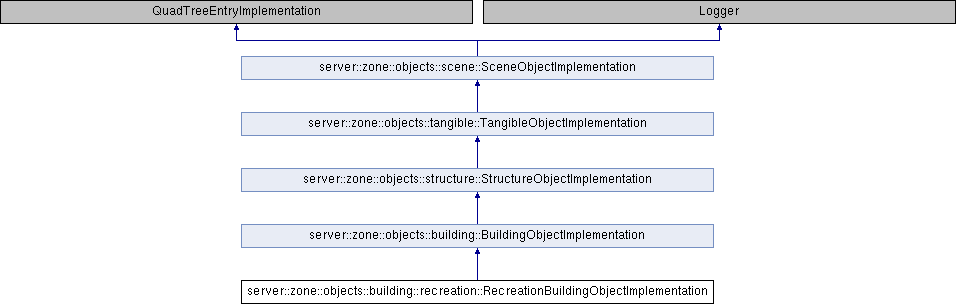 QuadTreeEntryImplementation
Logger
server::zone::objects::scene::SceneObjectImplementation
server::zone::objects::tangible::TangibleObjectImplementation
server::zone::objects::structure::StructureObjectImplementation
server::zone::objects::building::BuildingObjectImplementation
server::zone::objects::building::recreation::RecreationBuildingObjectImplementation